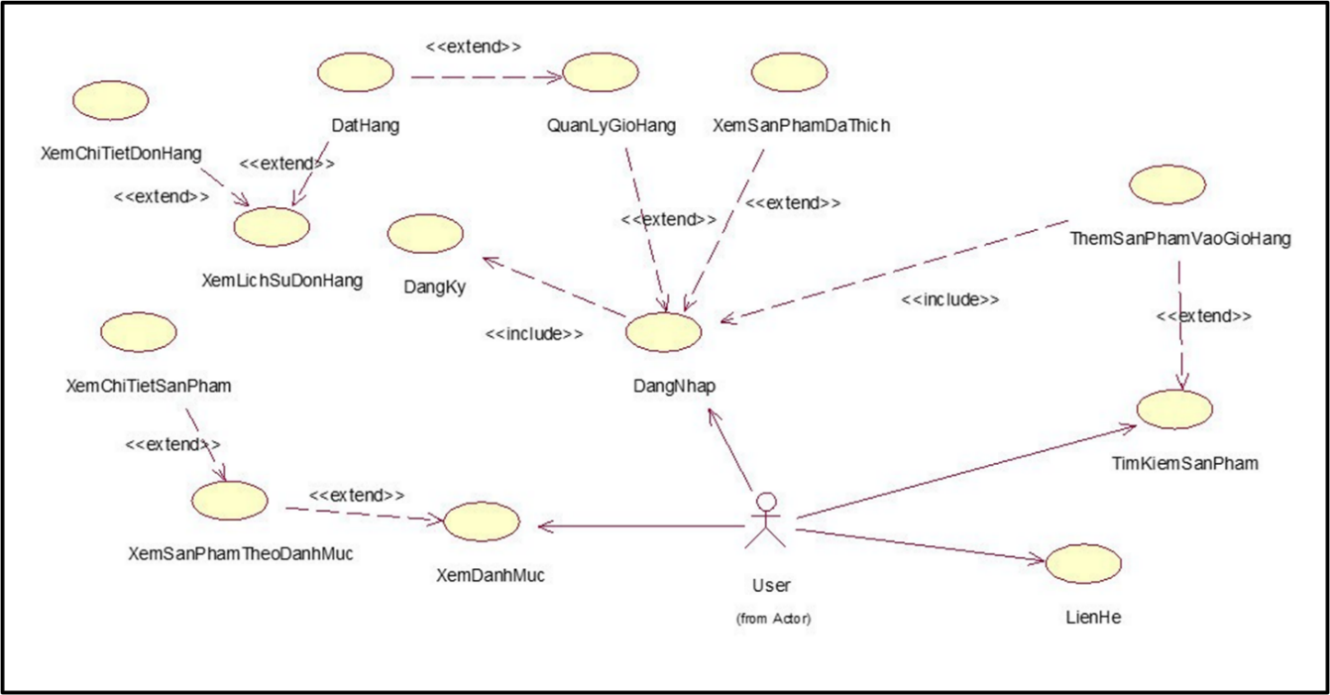 <<extend>>
DatHang
QuanLyGioHang
XemSanPhamDaThich
XemChiTietDonHang
<<extend>>
<<extend>>
<<extend>>
<<extend>>
ThemSanPhamVaoGioHang
XemLichSuDonHang
DangKy
<<include>>
<<include>>
<<extend>>
XemChiTietSanPham
DangNhap
<<extend>>
TimKiemSanPham
<<extend>>
XemSanPhamTheoDanhMuc
XemDanhMuc
User
(from Actor)
LienHe